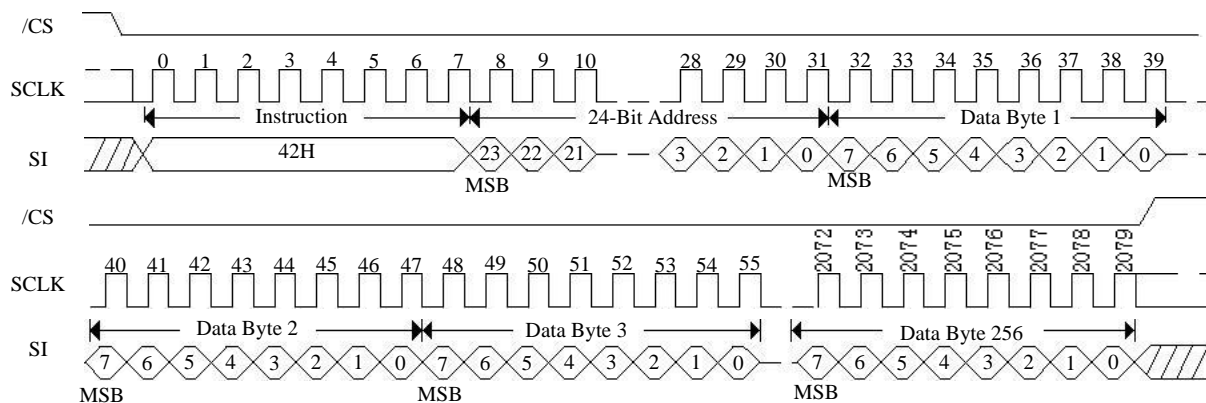 /CS
0 1 2 3 4 5 6 7 8 9 10 28 29 30 31 32 33 34 35 36 37 38 39
SCLK
Instruction 24-Bit Address Data Byte 1
SI 42H 23 22 21 3 2 1 0 7 6 5 4 3 2 1 0
MSB MSB
/CS
40 41 42 43 44 45 46 47 48 49 50 51 52 53 54 55 2072 2073 2074 2075 2076 2077 2078 2079
SCLK
Data Byte 2 Data Byte 3 Data Byte 256
SI 7 6 5 4 3 2 1 0 7 6 5 4 3 2 1 0 7 6 5 4 3 2 1 0
MSB MSB MSB